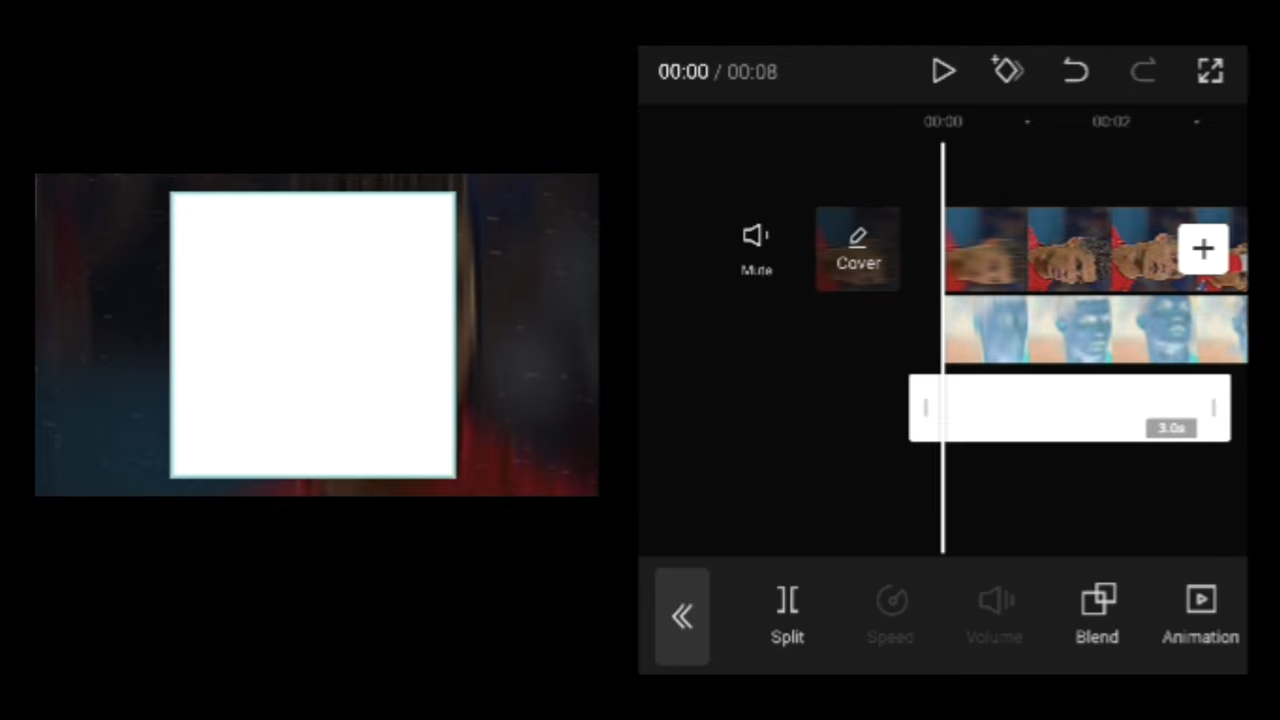 00:00 / 00:08
00:00 00:02
Mute
Cover
3.0s
Split Speed Volume Blend Animation